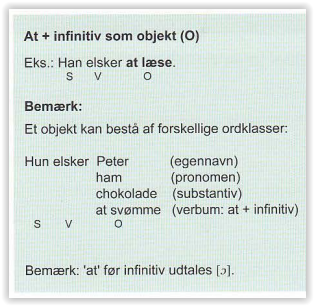 At + infinitiv som objekt (O)
Eks.: Han elsker at læse.
S V O
Bemærk:
Et objekt kan bestå af forskellige ordklasser:
Hun elsker Peter (egennavn)
ham (pronomen)
chokolade (substantiv)
at svømme (verbum: at + infinitiv)
S V O
Bemærk: 'at' før infinitiv udtales [ɔ].